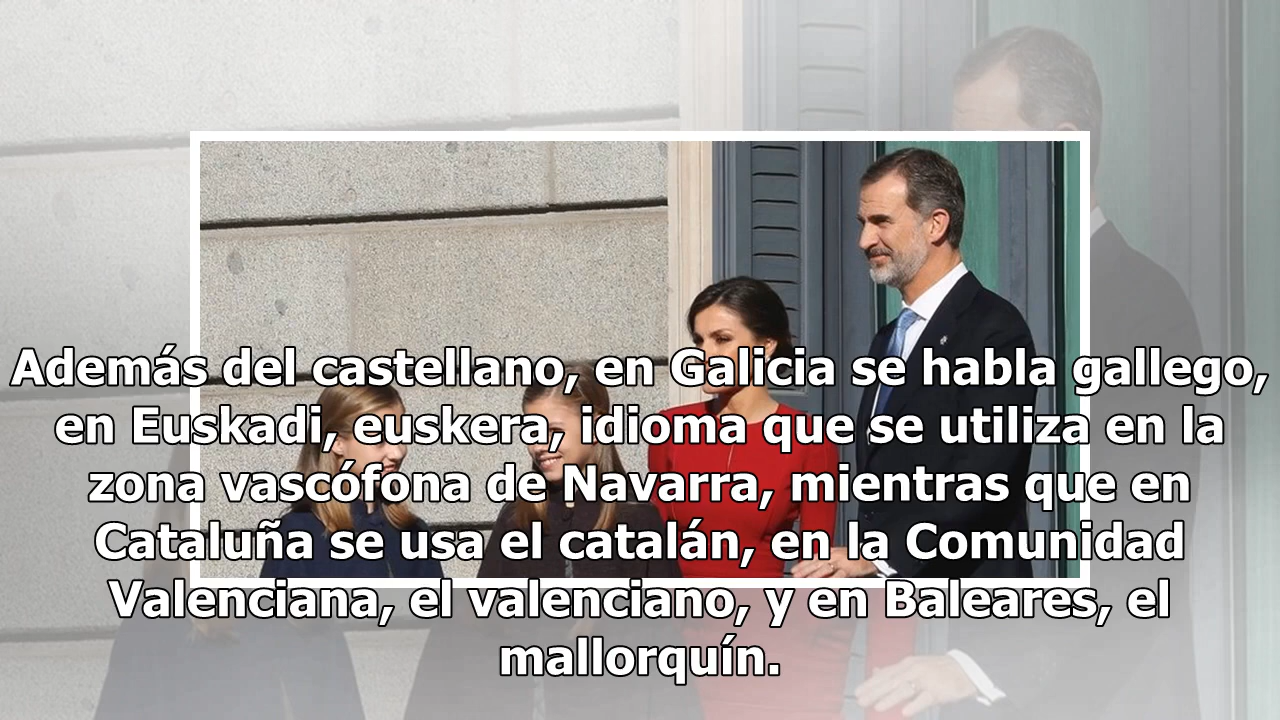 Además del castellano, en Galicia se habla gallego,
en Euskadi, euskera, idioma que se utiliza en la
zona vascófona de Navarra, mientras que en
Cataluña se usa el catalán, en la Comunidad
Valenciana, el valenciano, y en Baleares, el
mallorquín.